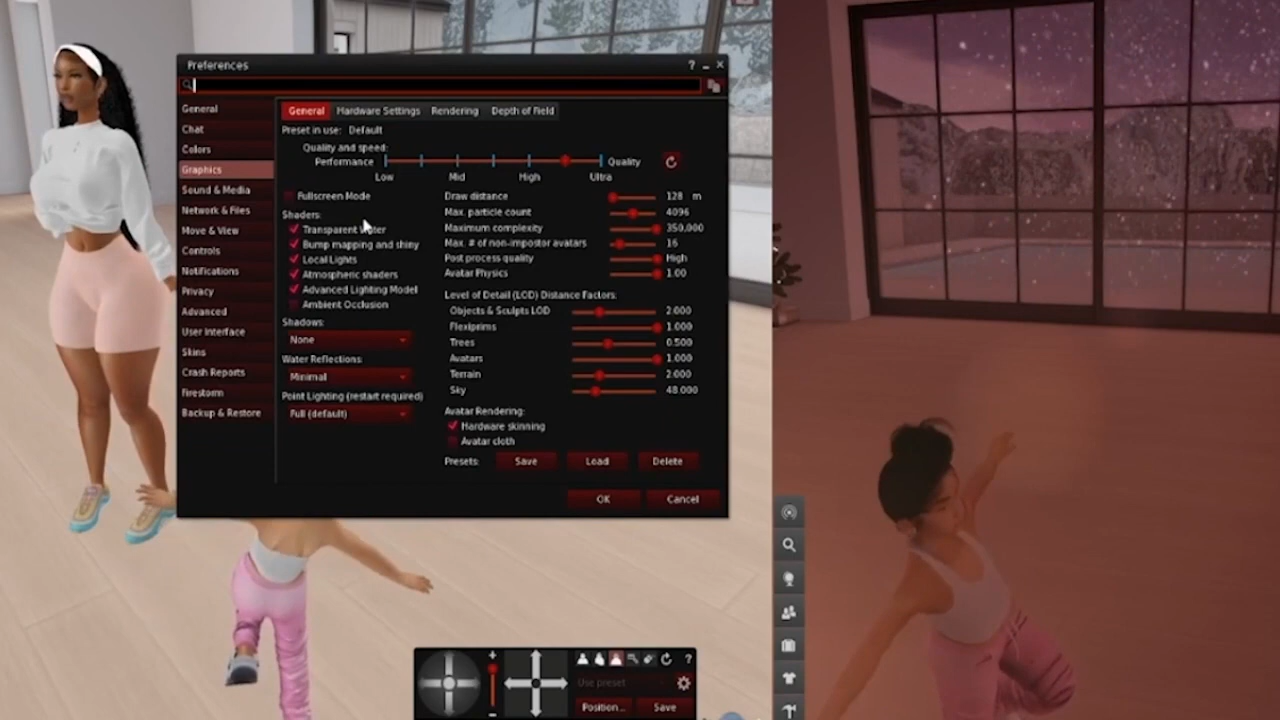 Preferences
?
General
Chat
Colors
Graphics
Sound & Media
Network & Files
Move & View
Controls
Notifications
Privacy
Advanced
User Interface
Skins
Crash Reports
Firestorm
Backup & Restore
General Hardware Settings Rendering Depth of Field
Preset in use: Default
Quality and speed:
Performance Quality
Low Mid High Ultra
Fullscreen Mode
Shaders:
Transparent Water
Bump mapping and shiny
Local Lights
Atmospheric shaders
Advanced Lighting Model
Ambient Occlusion
Shadows:
None
Water Reflections:
Minimal
Point Lighting (restart required)
Full (default)
Draw distance 128 m
Max. particle count 4096
Maximum complexity 350,000
Max. # of non-impostor avatars 16
Post process quality High
Avatar Physics 1.00
Level of Detail (LOD) Distance Factors:
Objects & Sculpts LOD 2.000
Flexiprims 1.000
Trees 0.500
Avatars 1.000
Terrain 2.000
Sky 48.000
Avatar Rendering:
Hardware skinning
Avatar cloth
Presets: Save Load Delete
OK Cancel
?
Use preset
Position... Save